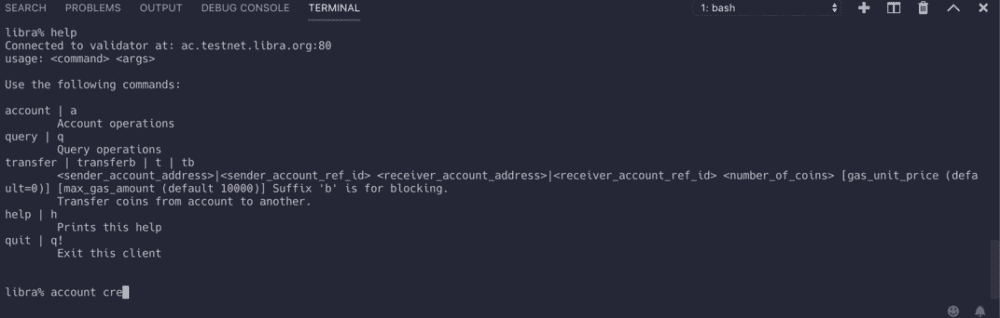 SEARCH PROBLEMS OUTPUT DEBUG CONSOLE TERMINAL 1: bash
libra% help
Connected to validator at: ac.testnet.libra.org:80
usage: <command> <args>
Use the following commands:
account | a
Account operations
query | q
Query operations
transfer | transferb | t | tb
<sender_account_address>|<sender_account_ref_id> <receiver_account_address>|<receiver_account_ref_id> <number_of_coins> [gas_unit_price (defa
ult=0)] [max_gas_amount (default 10000)] Suffix 'b' is for blocking.
Transfer coins from account to another.
help | h
Prints this help
quit | q!
Exit this client
libra% account cre